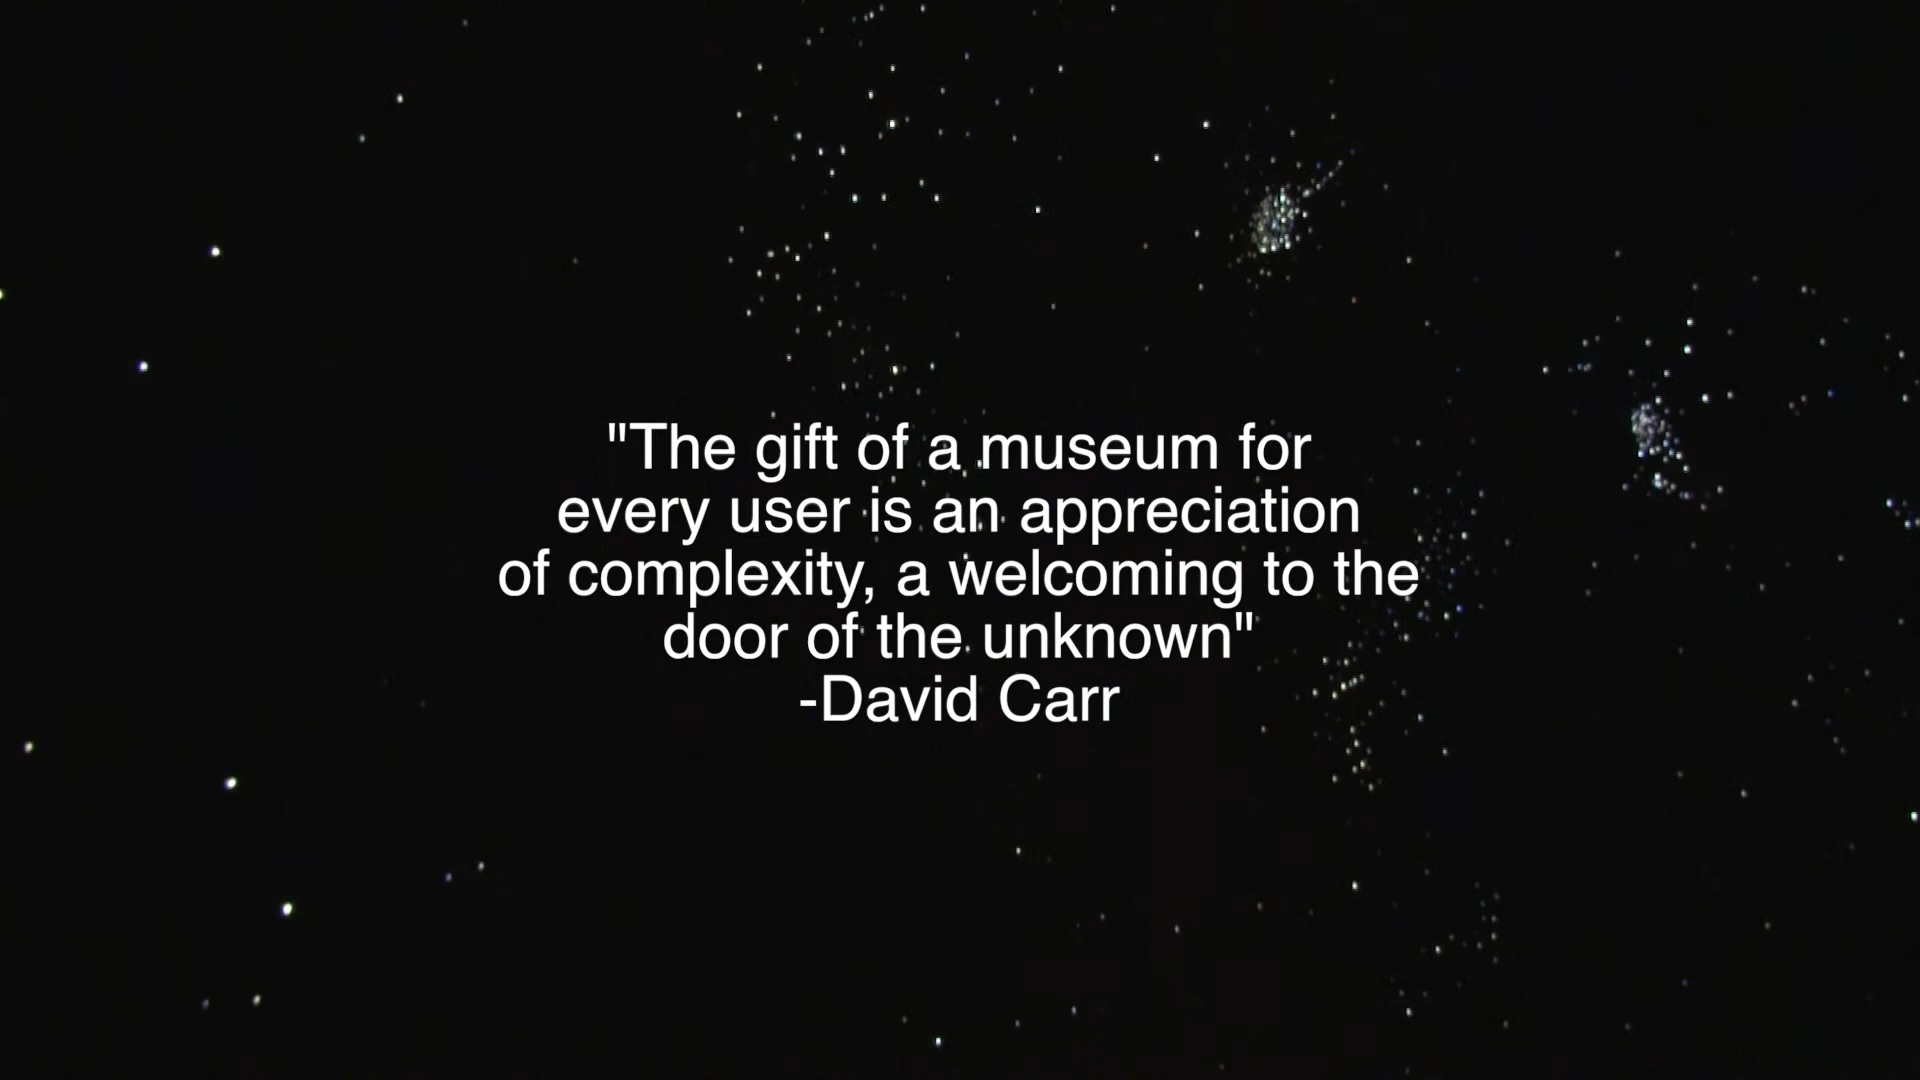 "The gift of a museum for
every user is an appreciation
of complexity, a welcoming to the
door of the unknown"
-David Carr